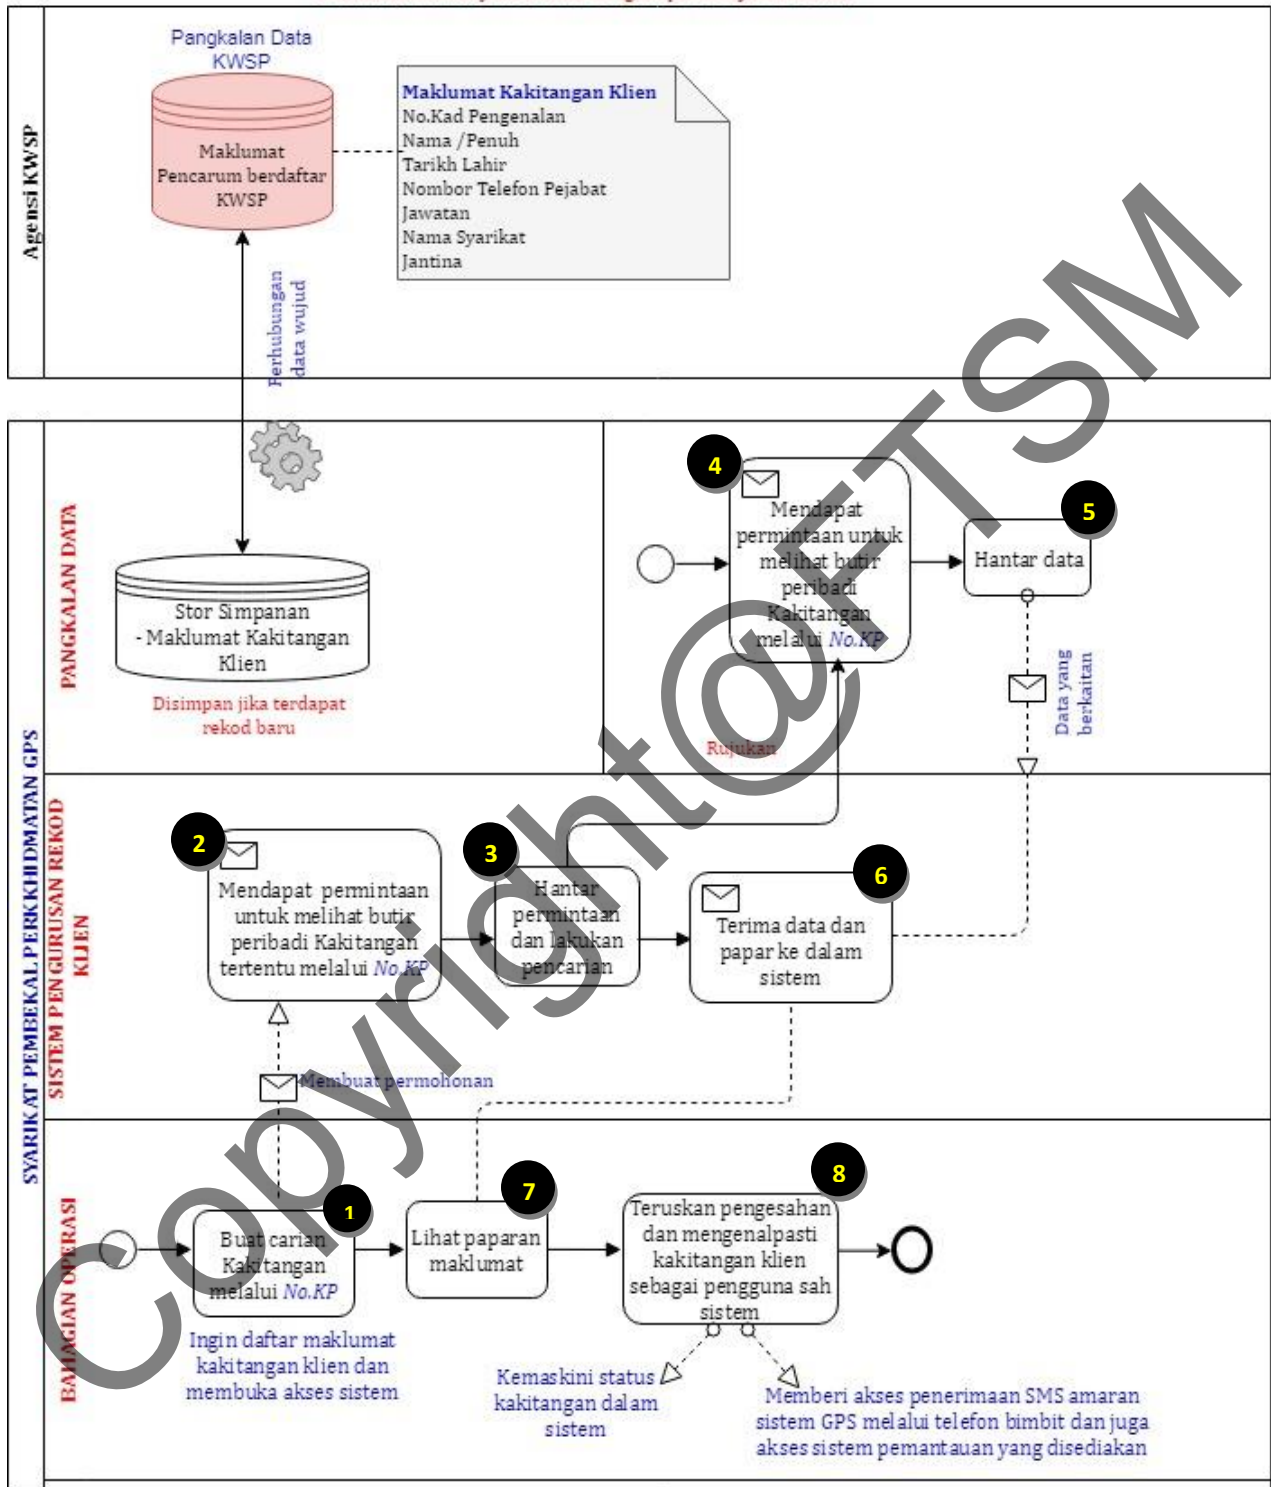 Pangkalan Data
KWSP
Maklumat
Pencarum berdaftar
KWSP
Maklumat Kakitangan Klien
No.Kad Pengenalan
Nama /Penuh
Tarikh Lahir
Nombor Telefon Pejabat
Jawatan
Nama Syarikat
Jantina
Agensi KWSP
Perhubungan
data wujud
SYARIKAT PEMBEKAL PERKKHIDMATAN GPS
PANGKALAN DATA
Stor Simpanan
- Maklumat Kakitangan
Klien
Disimpan jika terdapat
rekod baru
4
Mendapat
permintaan untuk
melihat butir
peribadi
Kakitangan
melalui No.KP
5
Hantar data
Data yang
berkaitan
Rujukan
SISTEM PENGURUSAN REKOD
KLIEN
2
Mendapat permintaan
untuk melihat butir
peribadi Kakitangan
tertentu melalui No.KP
3
Hantar
permintaan
dan lakukan
pencarian
6
Terima data dan
papar ke dalam
sistem
Membuat permohonan
BAHAGIAN OPERASI
1
Buat carian
Kakitangan
melalui No.KP
Ingin daftar maklumat
kakitangan klien dan
membuka akses sistem
7
Lihat paparan
maklumat
8
Teruskan pengesahan
dan mengenalpasti
kakitangan klien
sebagai pengguna sah
sistem
Kemaskini status
kakitangan dalam
sistem
Memberi akses penerimaan SMS amaran
sistem GPS melalui telefon bimbit dan juga
akses sistem pemantauan yang disediakan
Copyright@FTSM